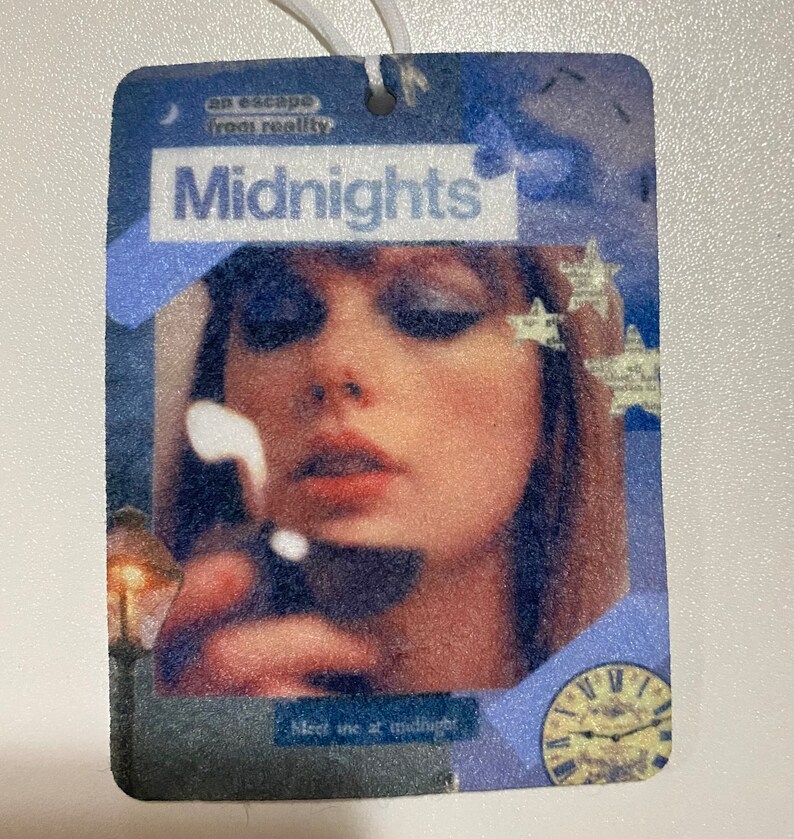 an escape
from reality
Midnights
Meet me at midnight